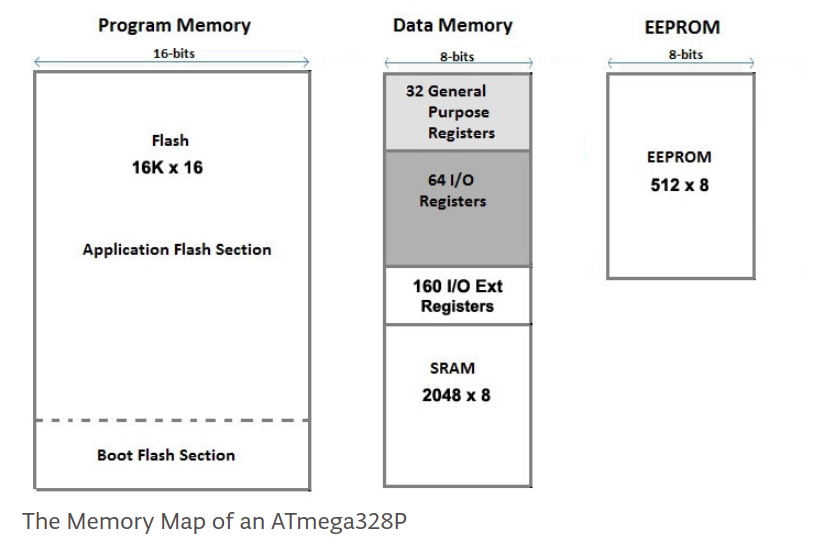 Program Memory
16-bits
Flash
16K x 16
Application Flash Section
Boot Flash Section
Data Memory
8-bits
32 General
Purpose
Registers
64 I/O
Registers
160 I/O Ext
Registers
SRAM
2048 x 8
EEPROM
8-bits
EEPROM
512 x 8
The Memory Map of an ATmega328P